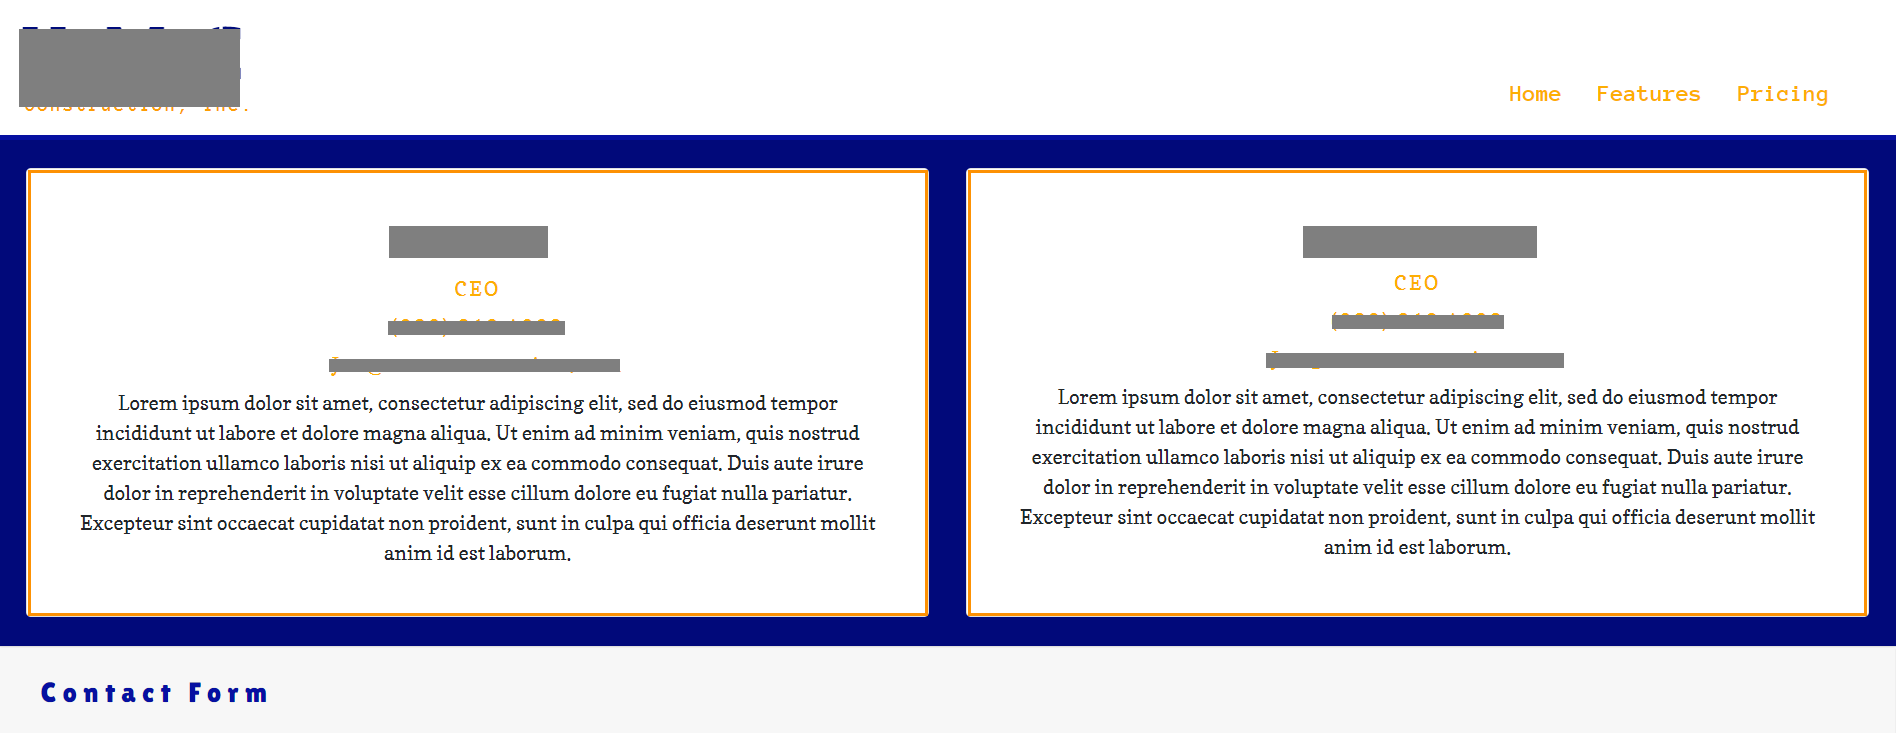 Construction, Inc.
Home Features Pricing
CEO
Lorem ipsum dolor sit amet, consectetur adipiscing elit, sed do eiusmod tempor
incididunt ut labore et dolore magna aliqua. Ut enim ad minim veniam, quis nostrud
exercitation ullamco laboris nisi ut aliquip ex ea commodo consequat. Duis aute irure
dolor in reprehenderit in voluptate velit esse cillum dolore eu fugiat nulla pariatur.
Excepteur sint occaecat cupidatat non proident, sunt in culpa qui officia deserunt mollit
anim id est laborum.
CEO
Lorem ipsum dolor sit amet, consectetur adipiscing elit, sed do eiusmod tempor
incididunt ut labore et dolore magna aliqua. Ut enim ad minim veniam, quis nostrud
exercitation ullamco laboris nisi ut aliquip ex ea commodo consequat. Duis aute irure
dolor in reprehenderit in voluptate velit esse cillum dolore eu fugiat nulla pariatur.
Excepteur sint occaecat cupidatat non proident, sunt in culpa qui officia deserunt mollit
anim id est laborum.
Contact Form